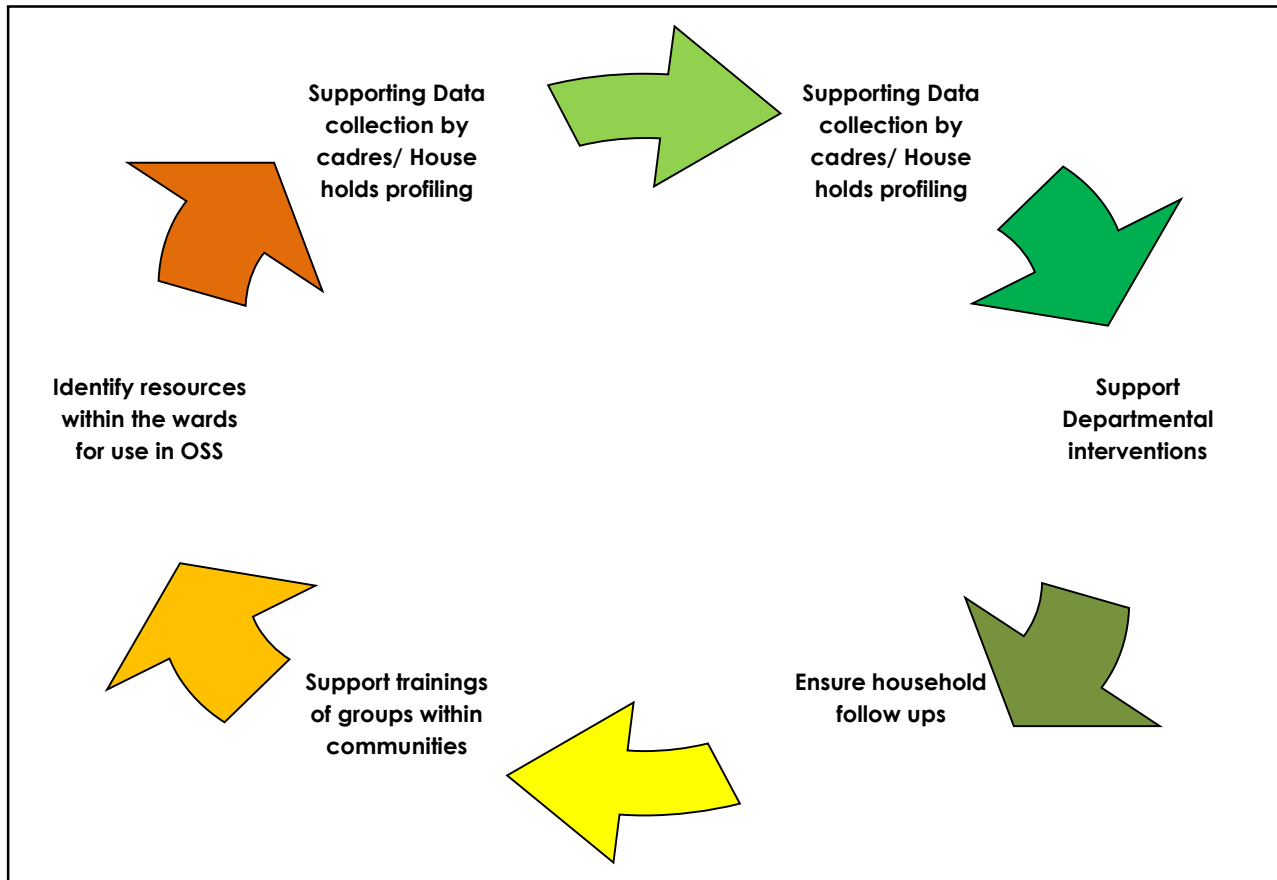 Supporting Data
collection by
cadres/ House
holds profiling
Supporting Data
collection by
cadres/ House
holds profiling
Support
Departmental
interventions
Ensure household
follow ups
Support trainings
of groups within
communities
Identify resources
within the wards
for use in OSS